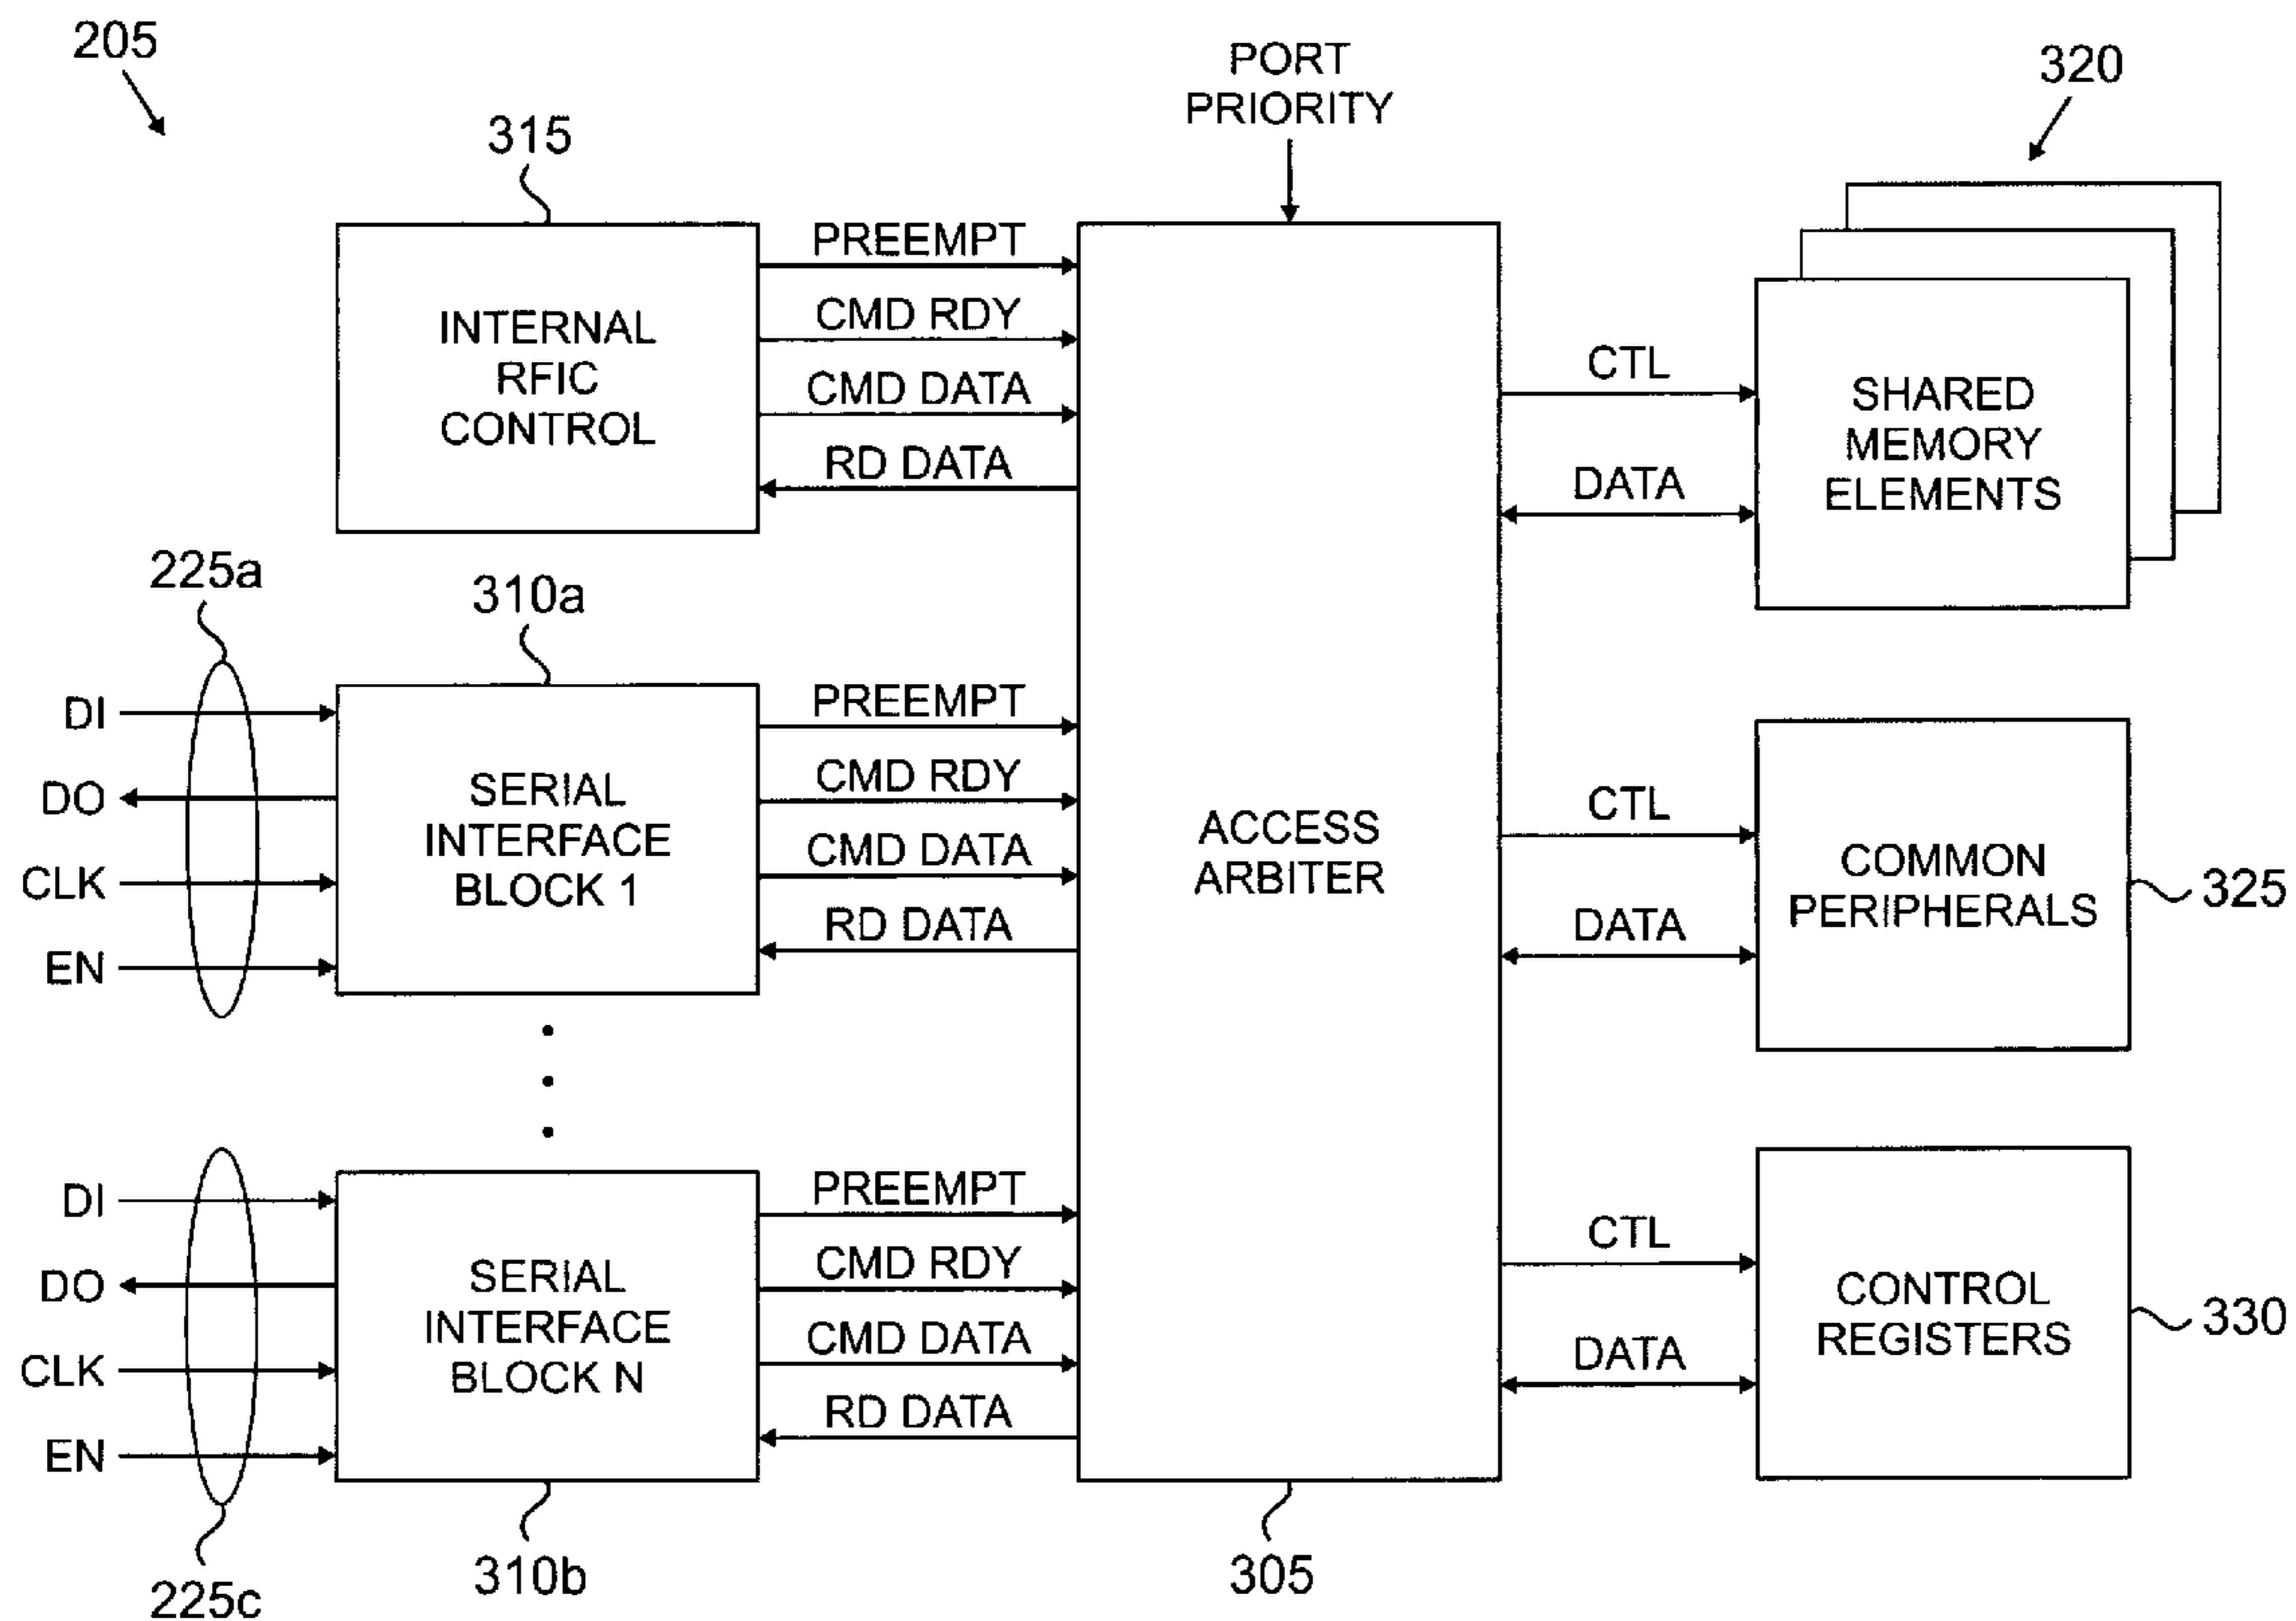 205
PORT
PRIORITY
320
315
INTERNAL
RFIC
CONTROL
PREEMPT
CMD RDY
CMD DATA
RD DATA
CTL
DATA
SHARED
MEMORY
ELEMENTS
225a
310a
DI
DO
CLK
EN
SERIAL
INTERFACE
BLOCK 1
PREEMPT
CMD RDY
CMD DATA
RD DATA
ACCESS
ARBITER
CTL
DATA
COMMON
PERIPHERALS
325
DI
DO
CLK
EN
SERIAL
INTERFACE
BLOCK N
PREEMPT
CMD RDY
CMD DATA
RD DATA
CTL
DATA
CONTROL
REGISTERS
330
225c
310b
305